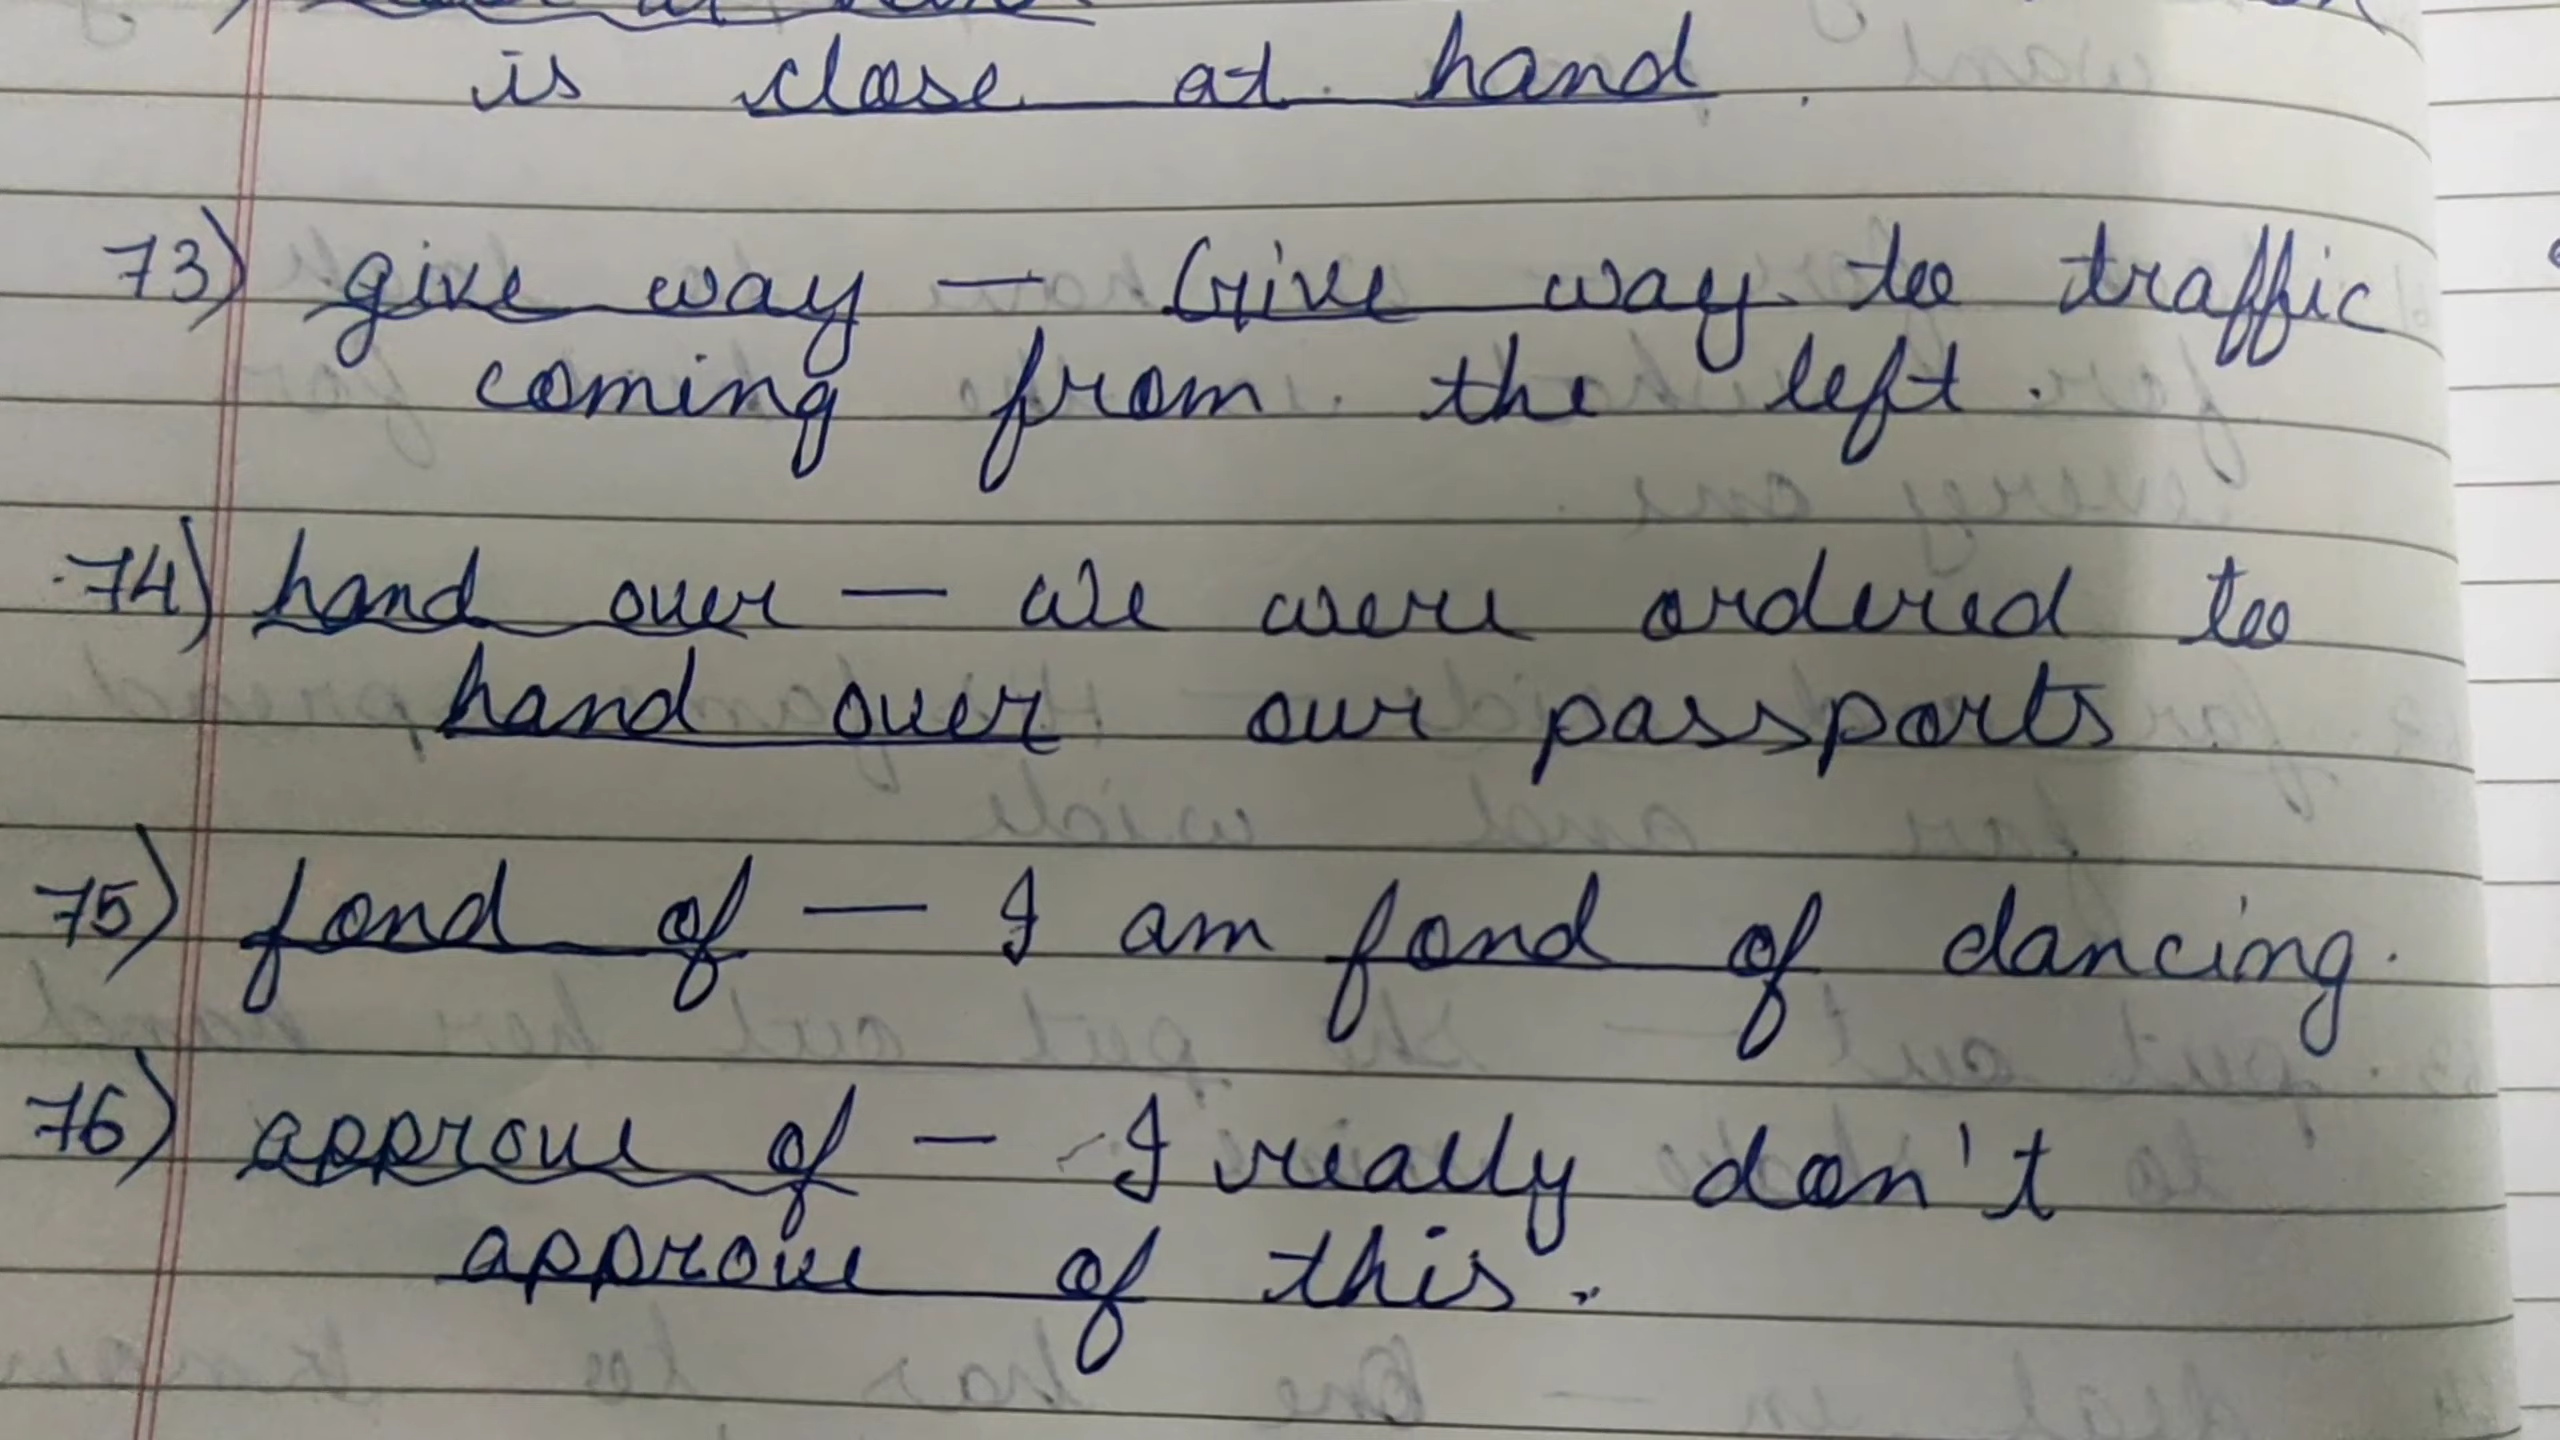 is close at hand.
73) give way — Give way to traffic
coming from the left.
74) hand over — We were ordered to
hand over our passports
75) fond of — I am fond of dancing.
76) approve of — I really don't
approve of this.